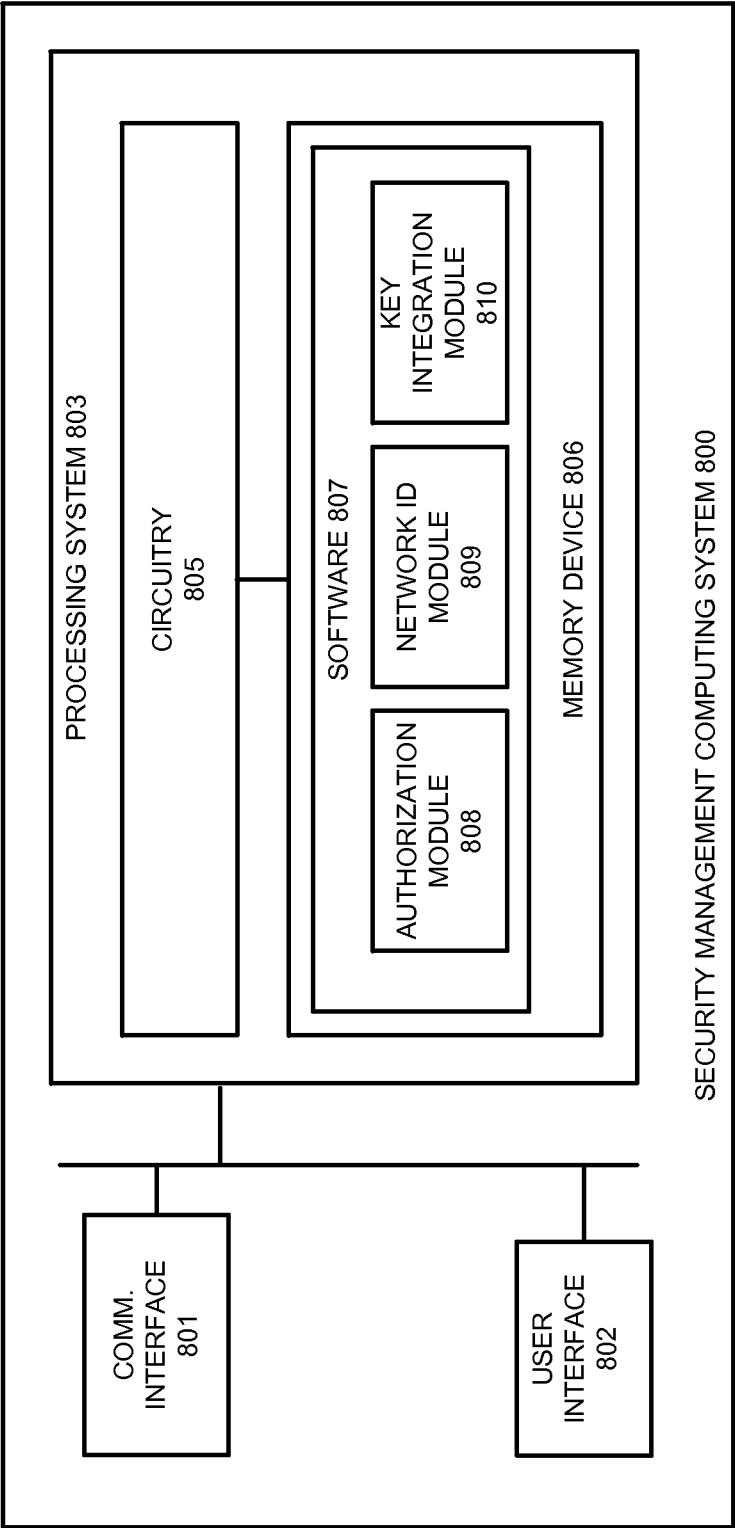 PROCESSING SYSTEM 803
CIRCUITRY
805
SOFTWARE 807
AUTHORIZATION
MODULE
808
NETWORK ID
MODULE
809
KEY
INTEGRATION
MODULE
810
MEMORY DEVICE 806
COMM.
INTERFACE
801
USER
INTERFACE
802
SECURITY MANAGEMENT COMPUTING SYSTEM 800